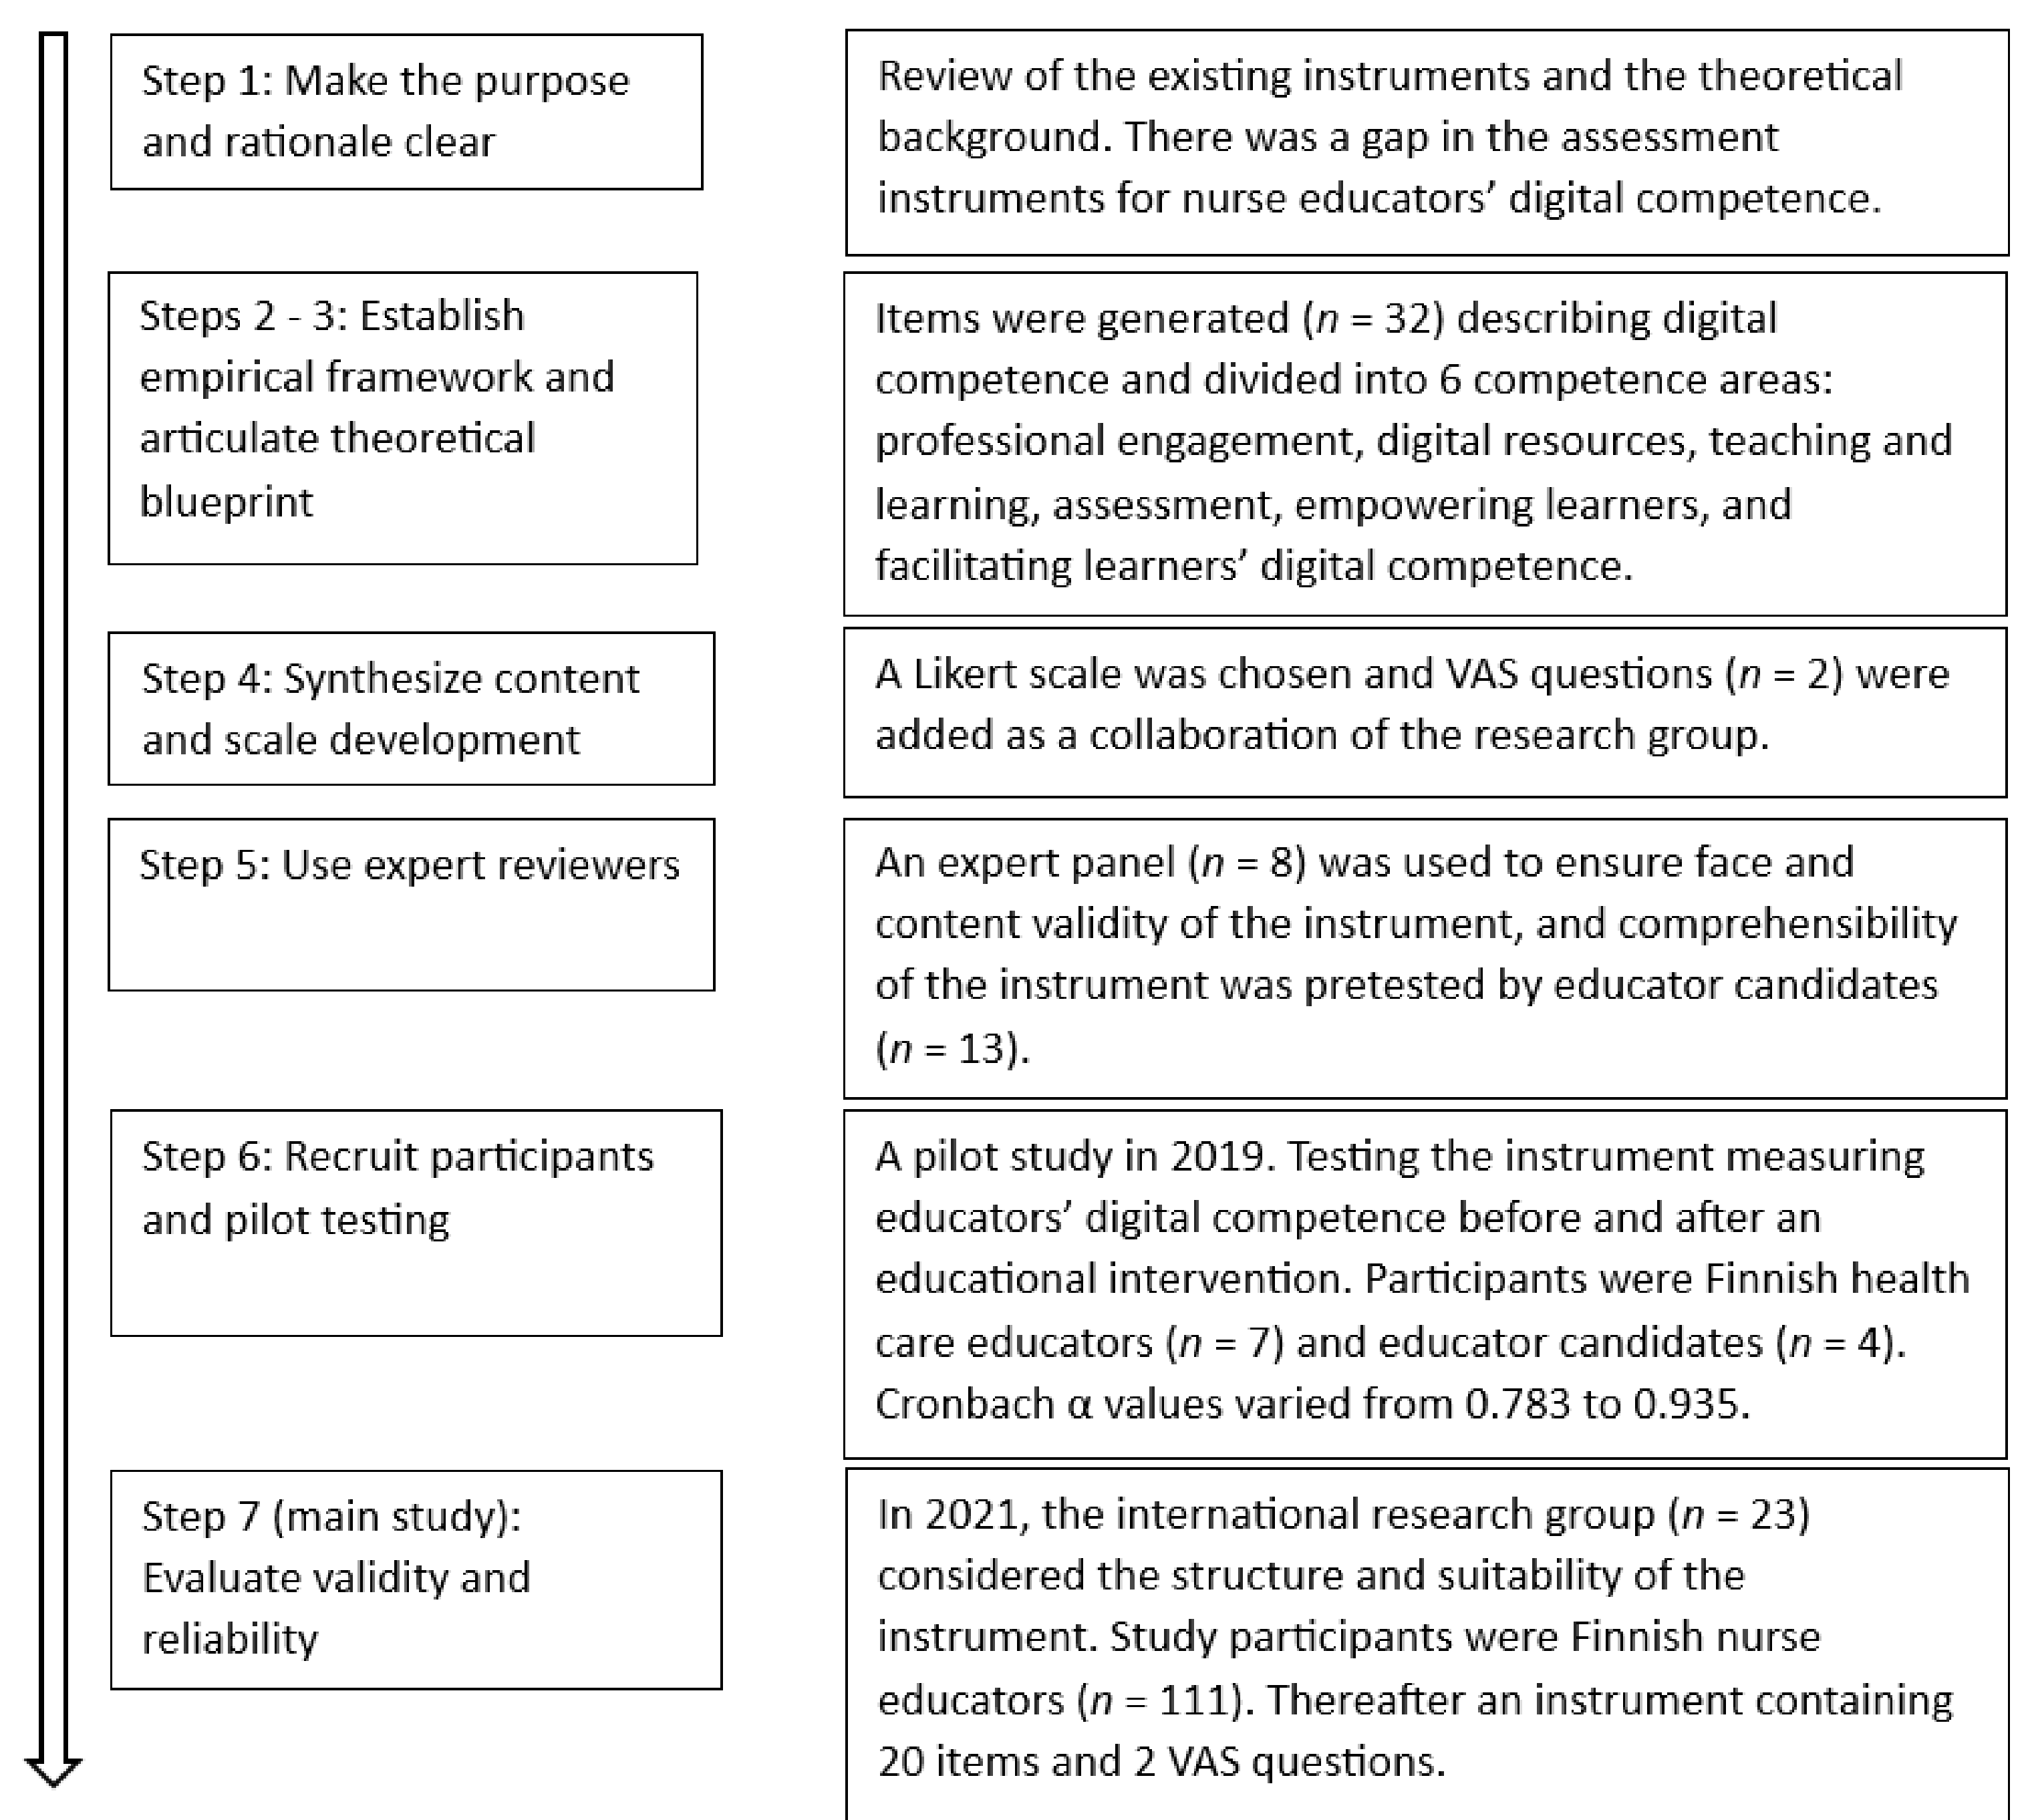 Step 1: Make the purpose
and rationale clear
Review of the existing instruments and the theoretical
background. There was a gap in the assessment
instruments for nurse educators’ digital competence.
Steps 2 - 3: Establish
empirical framework and
articulate theoretical
blueprint
Items were generated (n = 32) describing digital
competence and divided into 6 competence areas:
professional engagement, digital resources, teaching and
learning, assessment, empowering learners, and
facilitating learners’ digital competence.
Step 4: Synthesize content
and scale development
A Likert scale was chosen and VAS questions (n = 2) were
added as a collaboration of the research group.
Step 5: Use expert reviewers
An expert panel (n = 8) was used to ensure face and
content validity of the instrument, and comprehensibility
of the instrument was pretested by educator candidates
(n = 13).
Step 6: Recruit participants
and pilot testing
A pilot study in 2019. Testing the instrument measuring
educators’ digital competence before and after an
educational intervention. Participants were Finnish health
care educators (n = 7) and educator candidates (n = 4).
Cronbach α values varied from 0.783 to 0.935.
Step 7 (main study):
Evaluate validity and
reliability
In 2021, the international research group (n = 23)
considered the structure and suitability of the
instrument. Study participants were Finnish nurse
educators (n = 111). Thereafter an instrument containing
20 items and 2 VAS questions.